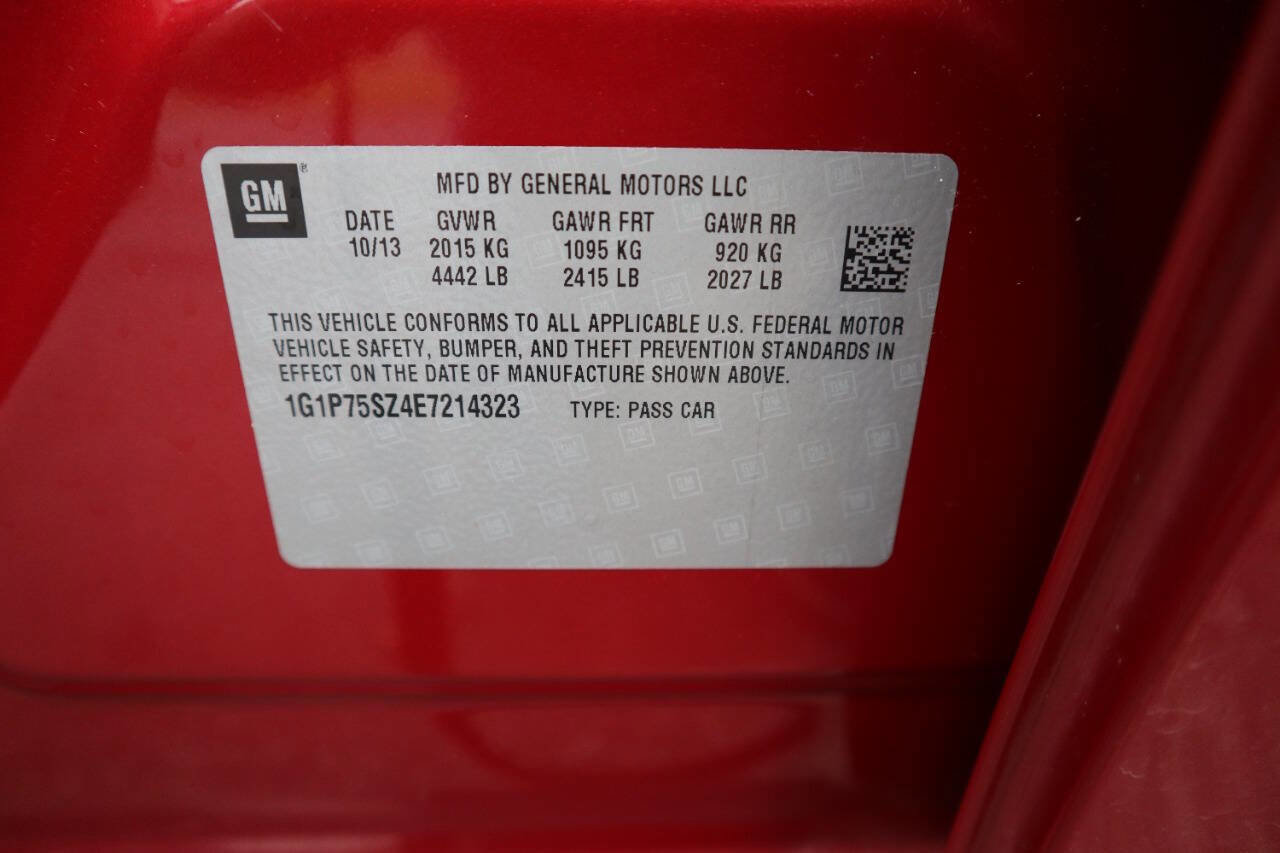 GM
MFD BY GENERAL MOTORS LLC
DATE GVWR GAWR FRT GAWR RR
10/13 2015 KG 1095 KG 920 KG
4442 LB 2415 LB 2027 LB
THIS VEHICLE CONFORMS TO ALL APPLICABLE U.S. FEDERAL MOTOR
VEHICLE SAFETY, BUMPER, AND THEFT PREVENTION STANDARDS IN
EFFECT ON THE DATE OF MANUFACTURE SHOWN ABOVE.
1G1P75SZ4E7214323 TYPE: PASS CAR